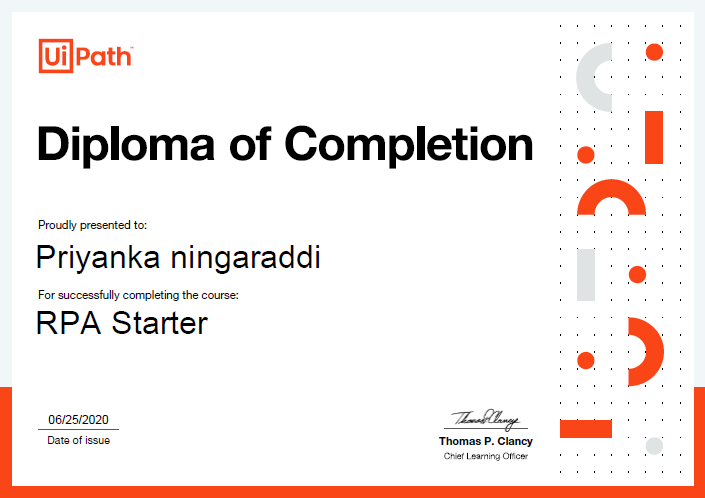 UiPath™
Diploma of Completion
Proudly presented to:
Priyanka ningaraddi
For successfully completing the course:
RPA Starter
06/25/2020
Date of issue
Thomas P. Clancy
Thomas P. Clancy
Chief Learning Officer